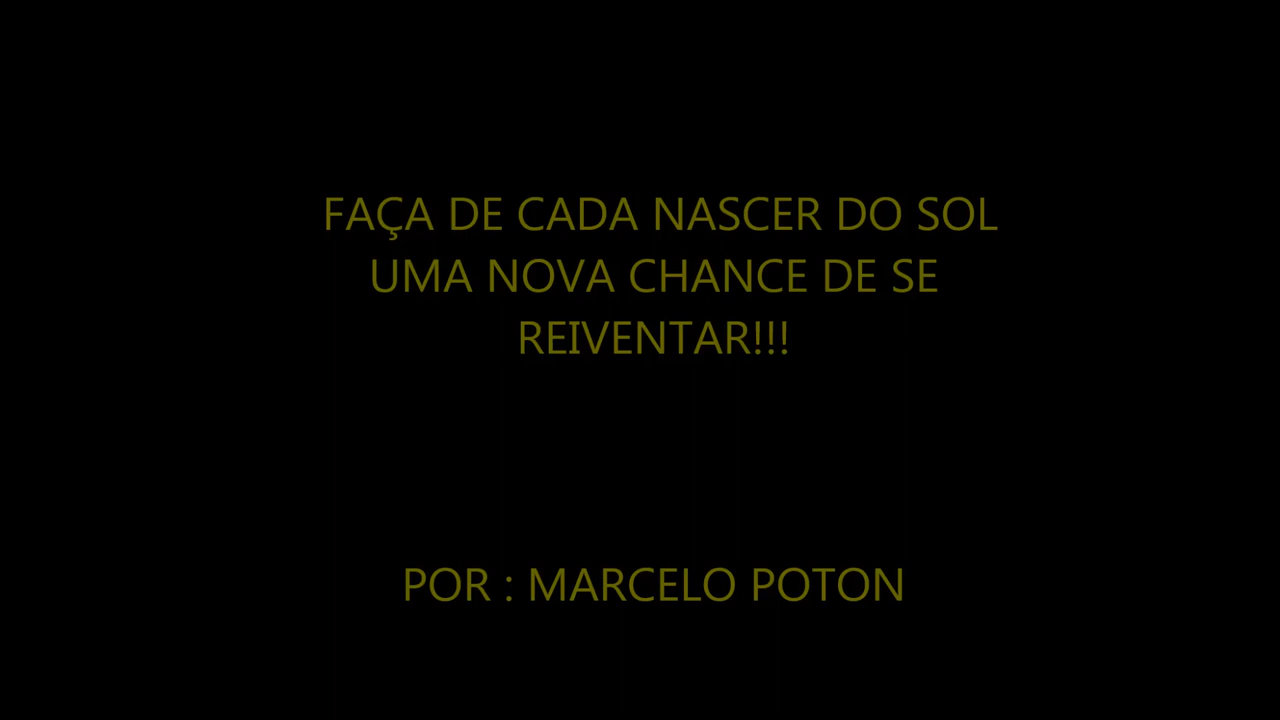 FAÇA DE CADA NASCER DO SOL
UMA NOVA CHANCE DE SE
REIVENTAR!!!
POR : MARCELO POTON